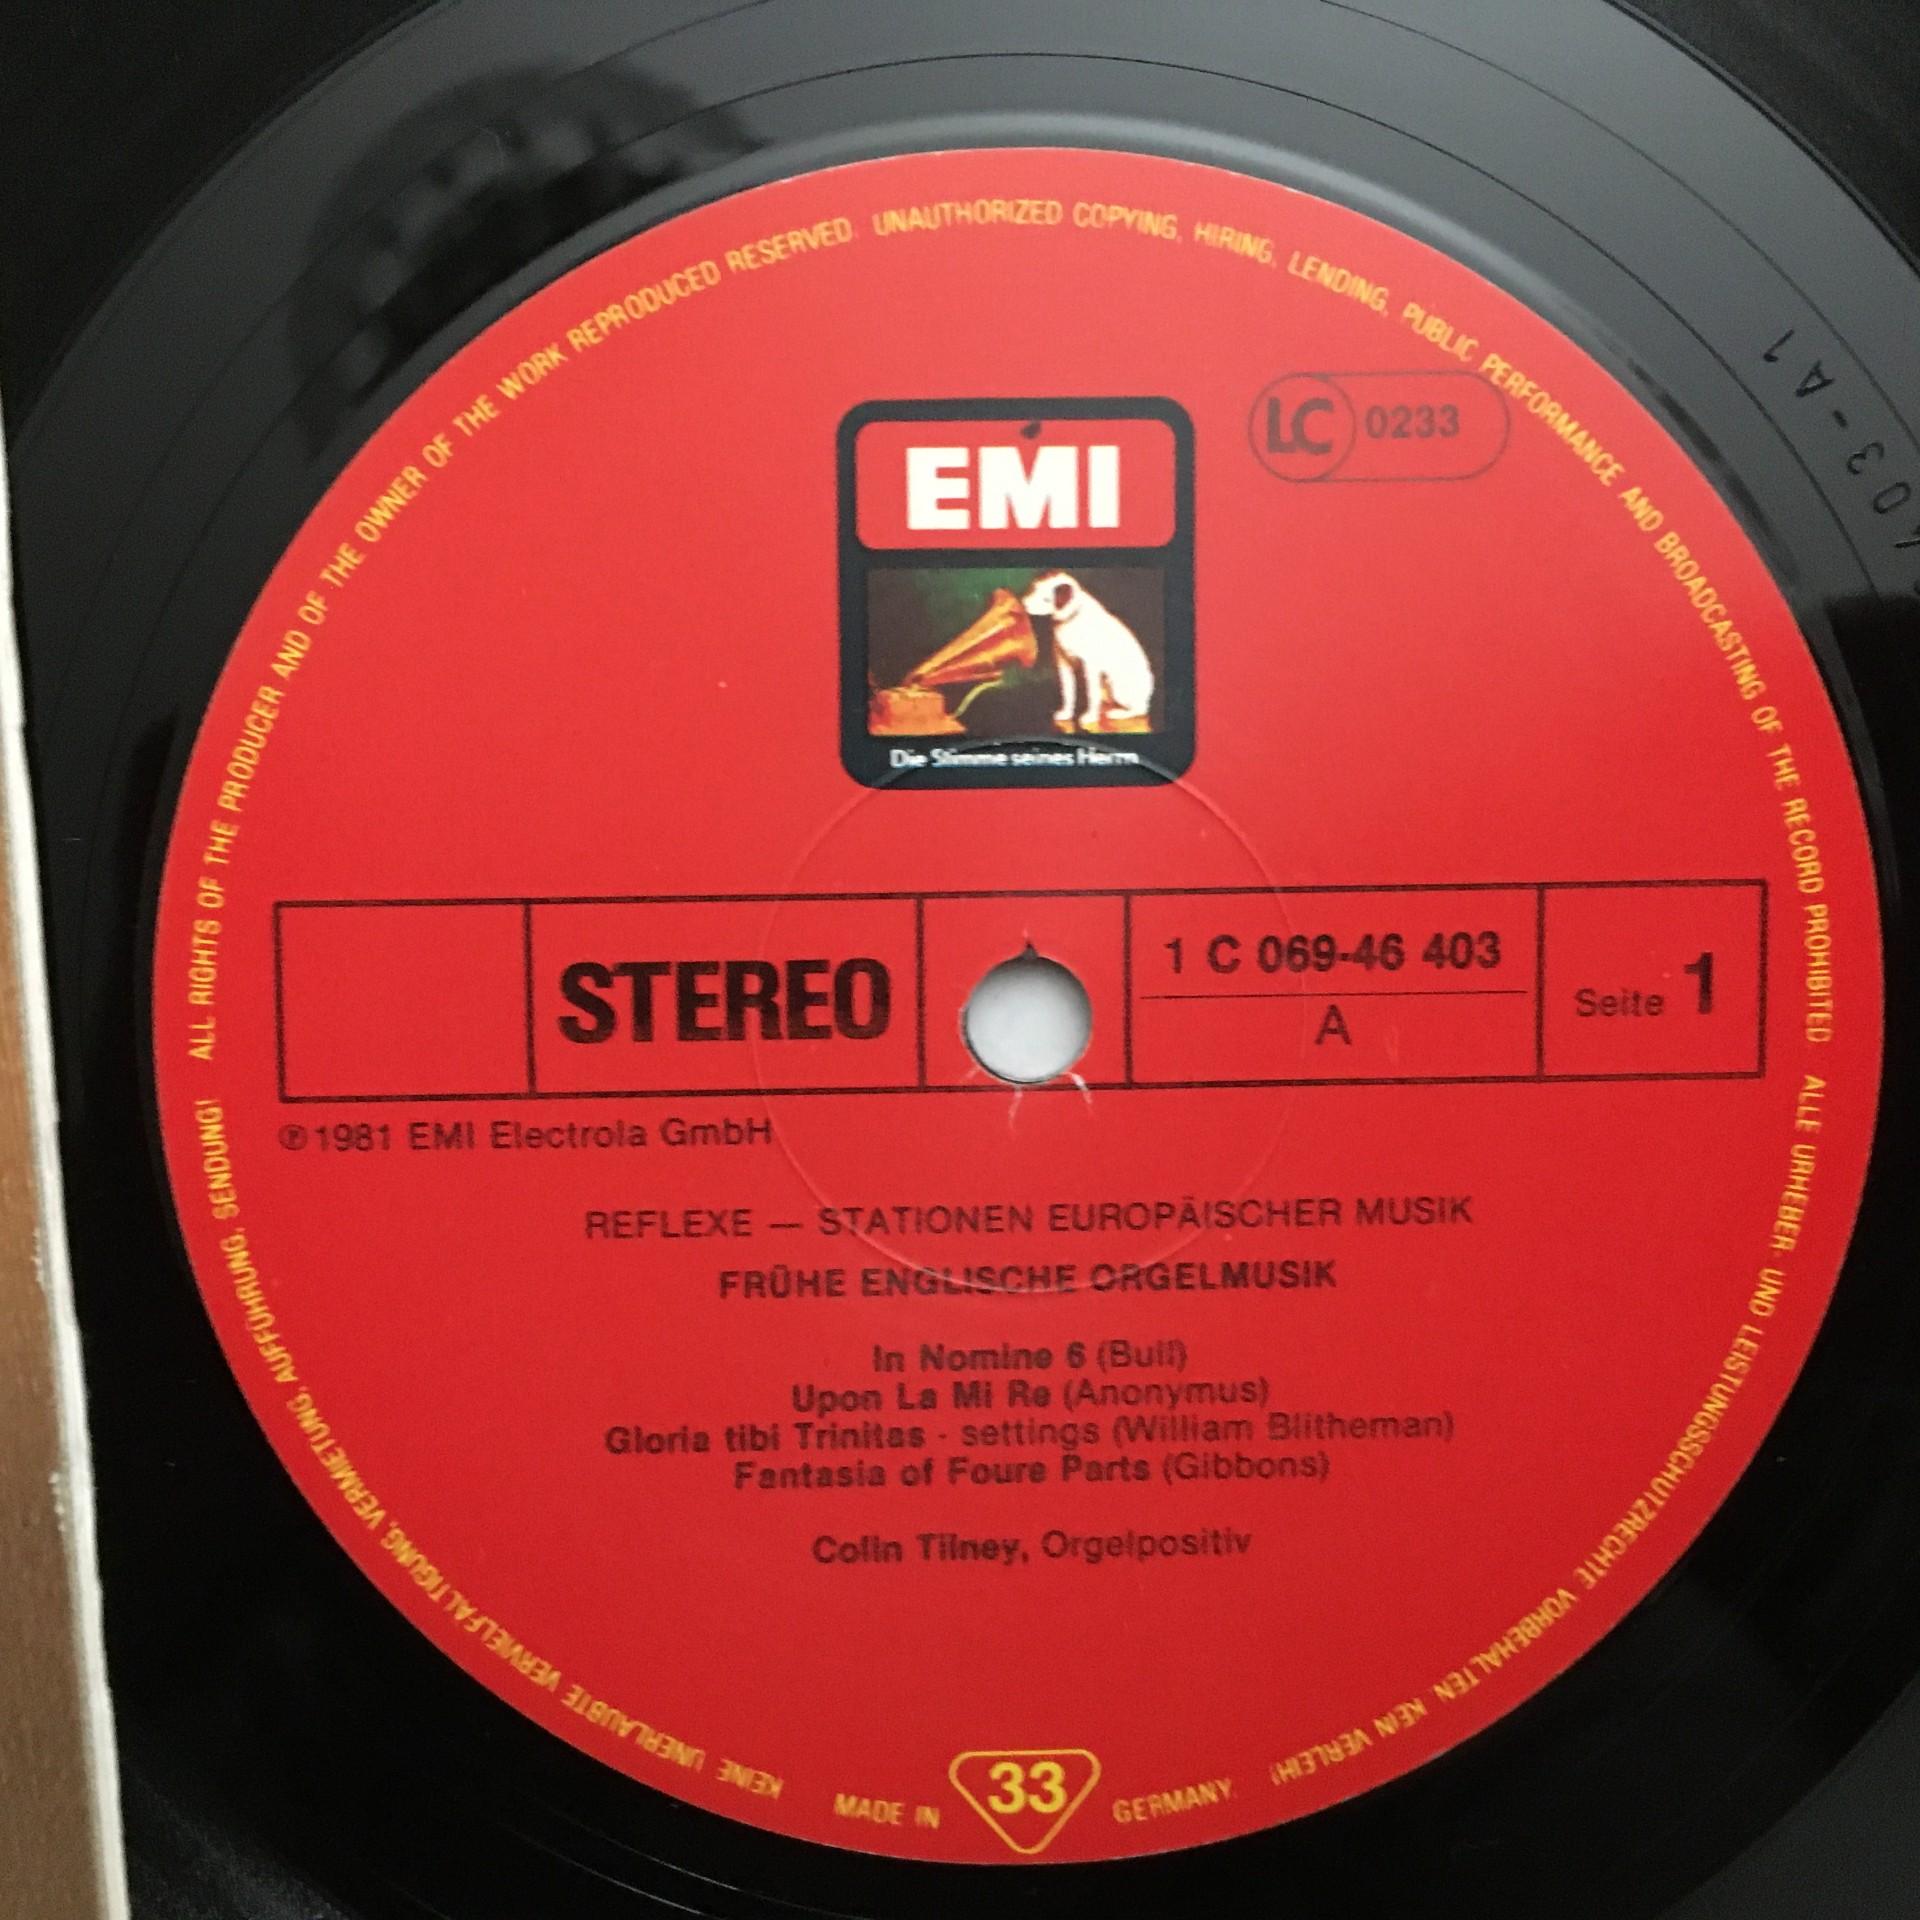 ALL RIGHTS OF THE PRODUCER AND OF THE OWNER OF THE WORK REPRODUCED RESERVED. UNAUTHORIZED COPYING, HIRING, LENDING, PUBLIC PERFORMANCE AND BROADCASTING OF THE RECORD PROHIBITED
EMI
LC 0233
Die Stimme seines Herrn
STEREO
1 C 069-46 403
A
Seite 1
℗ 1981 EMI Electrola GmbH
REFLEXE — STATIONEN EUROPÄISCHER MUSIK
FRÜHE ENGLISCHE ORGELMUSIK
In Nomine 6 (Bull)
Upon La Mi Re (Anonymus)
Gloria tibi Trinitas - settings (William Blitheman)
Fantasia of Foure Parts (Gibbons)
Colin Tilney, Orgelpositiv
ALLE URHEBER- UND LEISTUNGSSCHUTZRECHTE VORBEHALTEN. KEIN VERLEIH!
KEINE UNERLAUBTE VERVIELFÄLTIGUNG, VERMIETUNG, AUFFÜHRUNG, SENDUNG!
MADE IN 33 GERMANY
403-A1